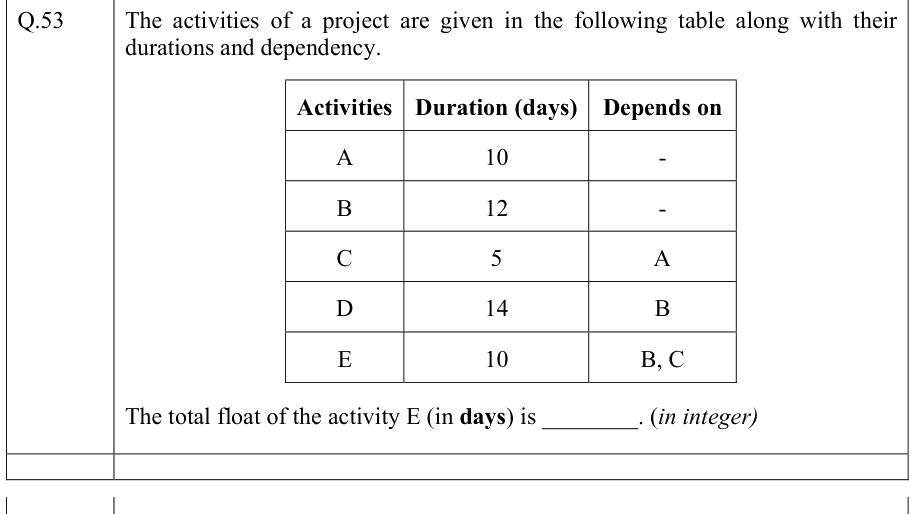 Q.53 The activities of a project are given in the following table along with their
durations and dependency.
Activities Duration (days) Depends on
A 10 -
B 12 -
C 5 A
D 14 B
E 10 B, C
The total float of the activity E (in days) is ________. (in integer)